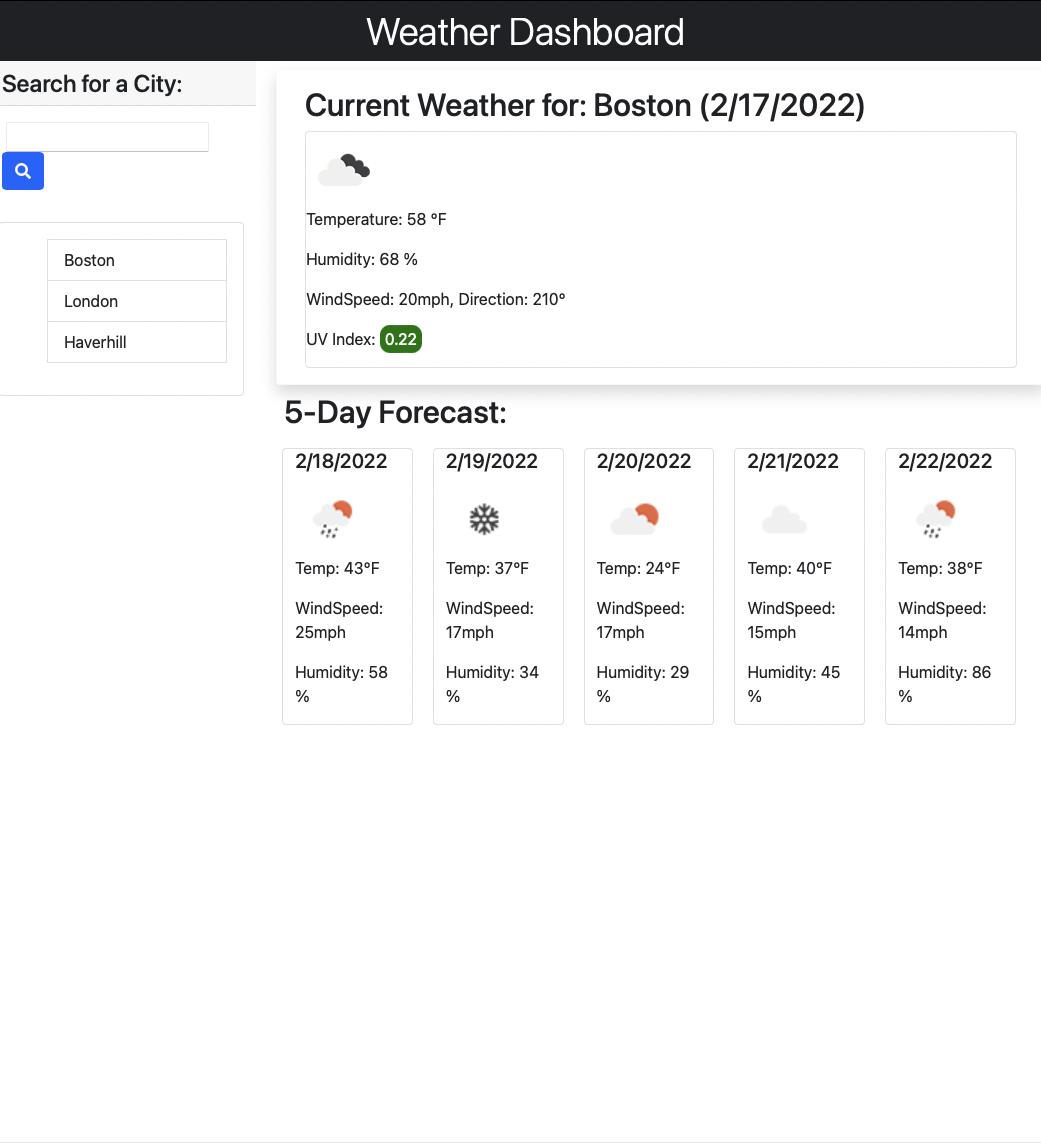 Weather Dashboard
Search for a City:
Boston
London
Haverhill
Current Weather for: Boston (2/17/2022)
Temperature: 58 °F
Humidity: 68 %
WindSpeed: 20mph, Direction: 210°
UV Index: 0.22
5-Day Forecast:
2/18/2022
Temp: 43°F
WindSpeed:
25mph
Humidity: 58
%
2/19/2022
Temp: 37°F
WindSpeed:
17mph
Humidity: 34
%
2/20/2022
Temp: 24°F
WindSpeed:
17mph
Humidity: 29
%
2/21/2022
Temp: 40°F
WindSpeed:
15mph
Humidity: 45
%
2/22/2022
Temp: 38°F
WindSpeed:
14mph
Humidity: 86
%